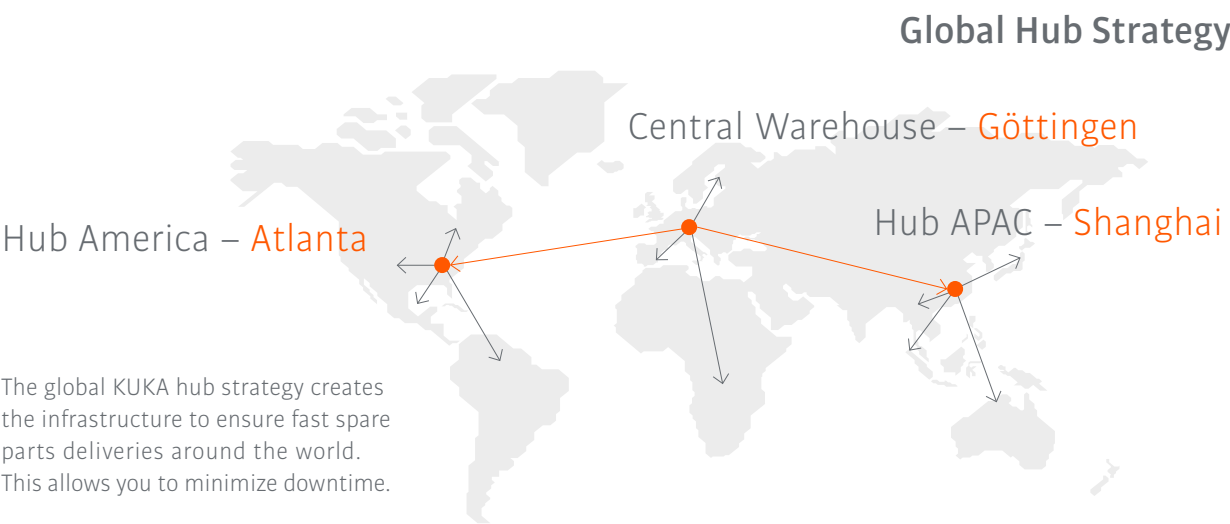 Global Hub Strategy
Central Warehouse – Göttingen
Hub APAC – Shanghai
Hub America – Atlanta
The global KUKA hub strategy creates
the infrastructure to ensure fast spare
parts deliveries around the world.
This allows you to minimize downtime.